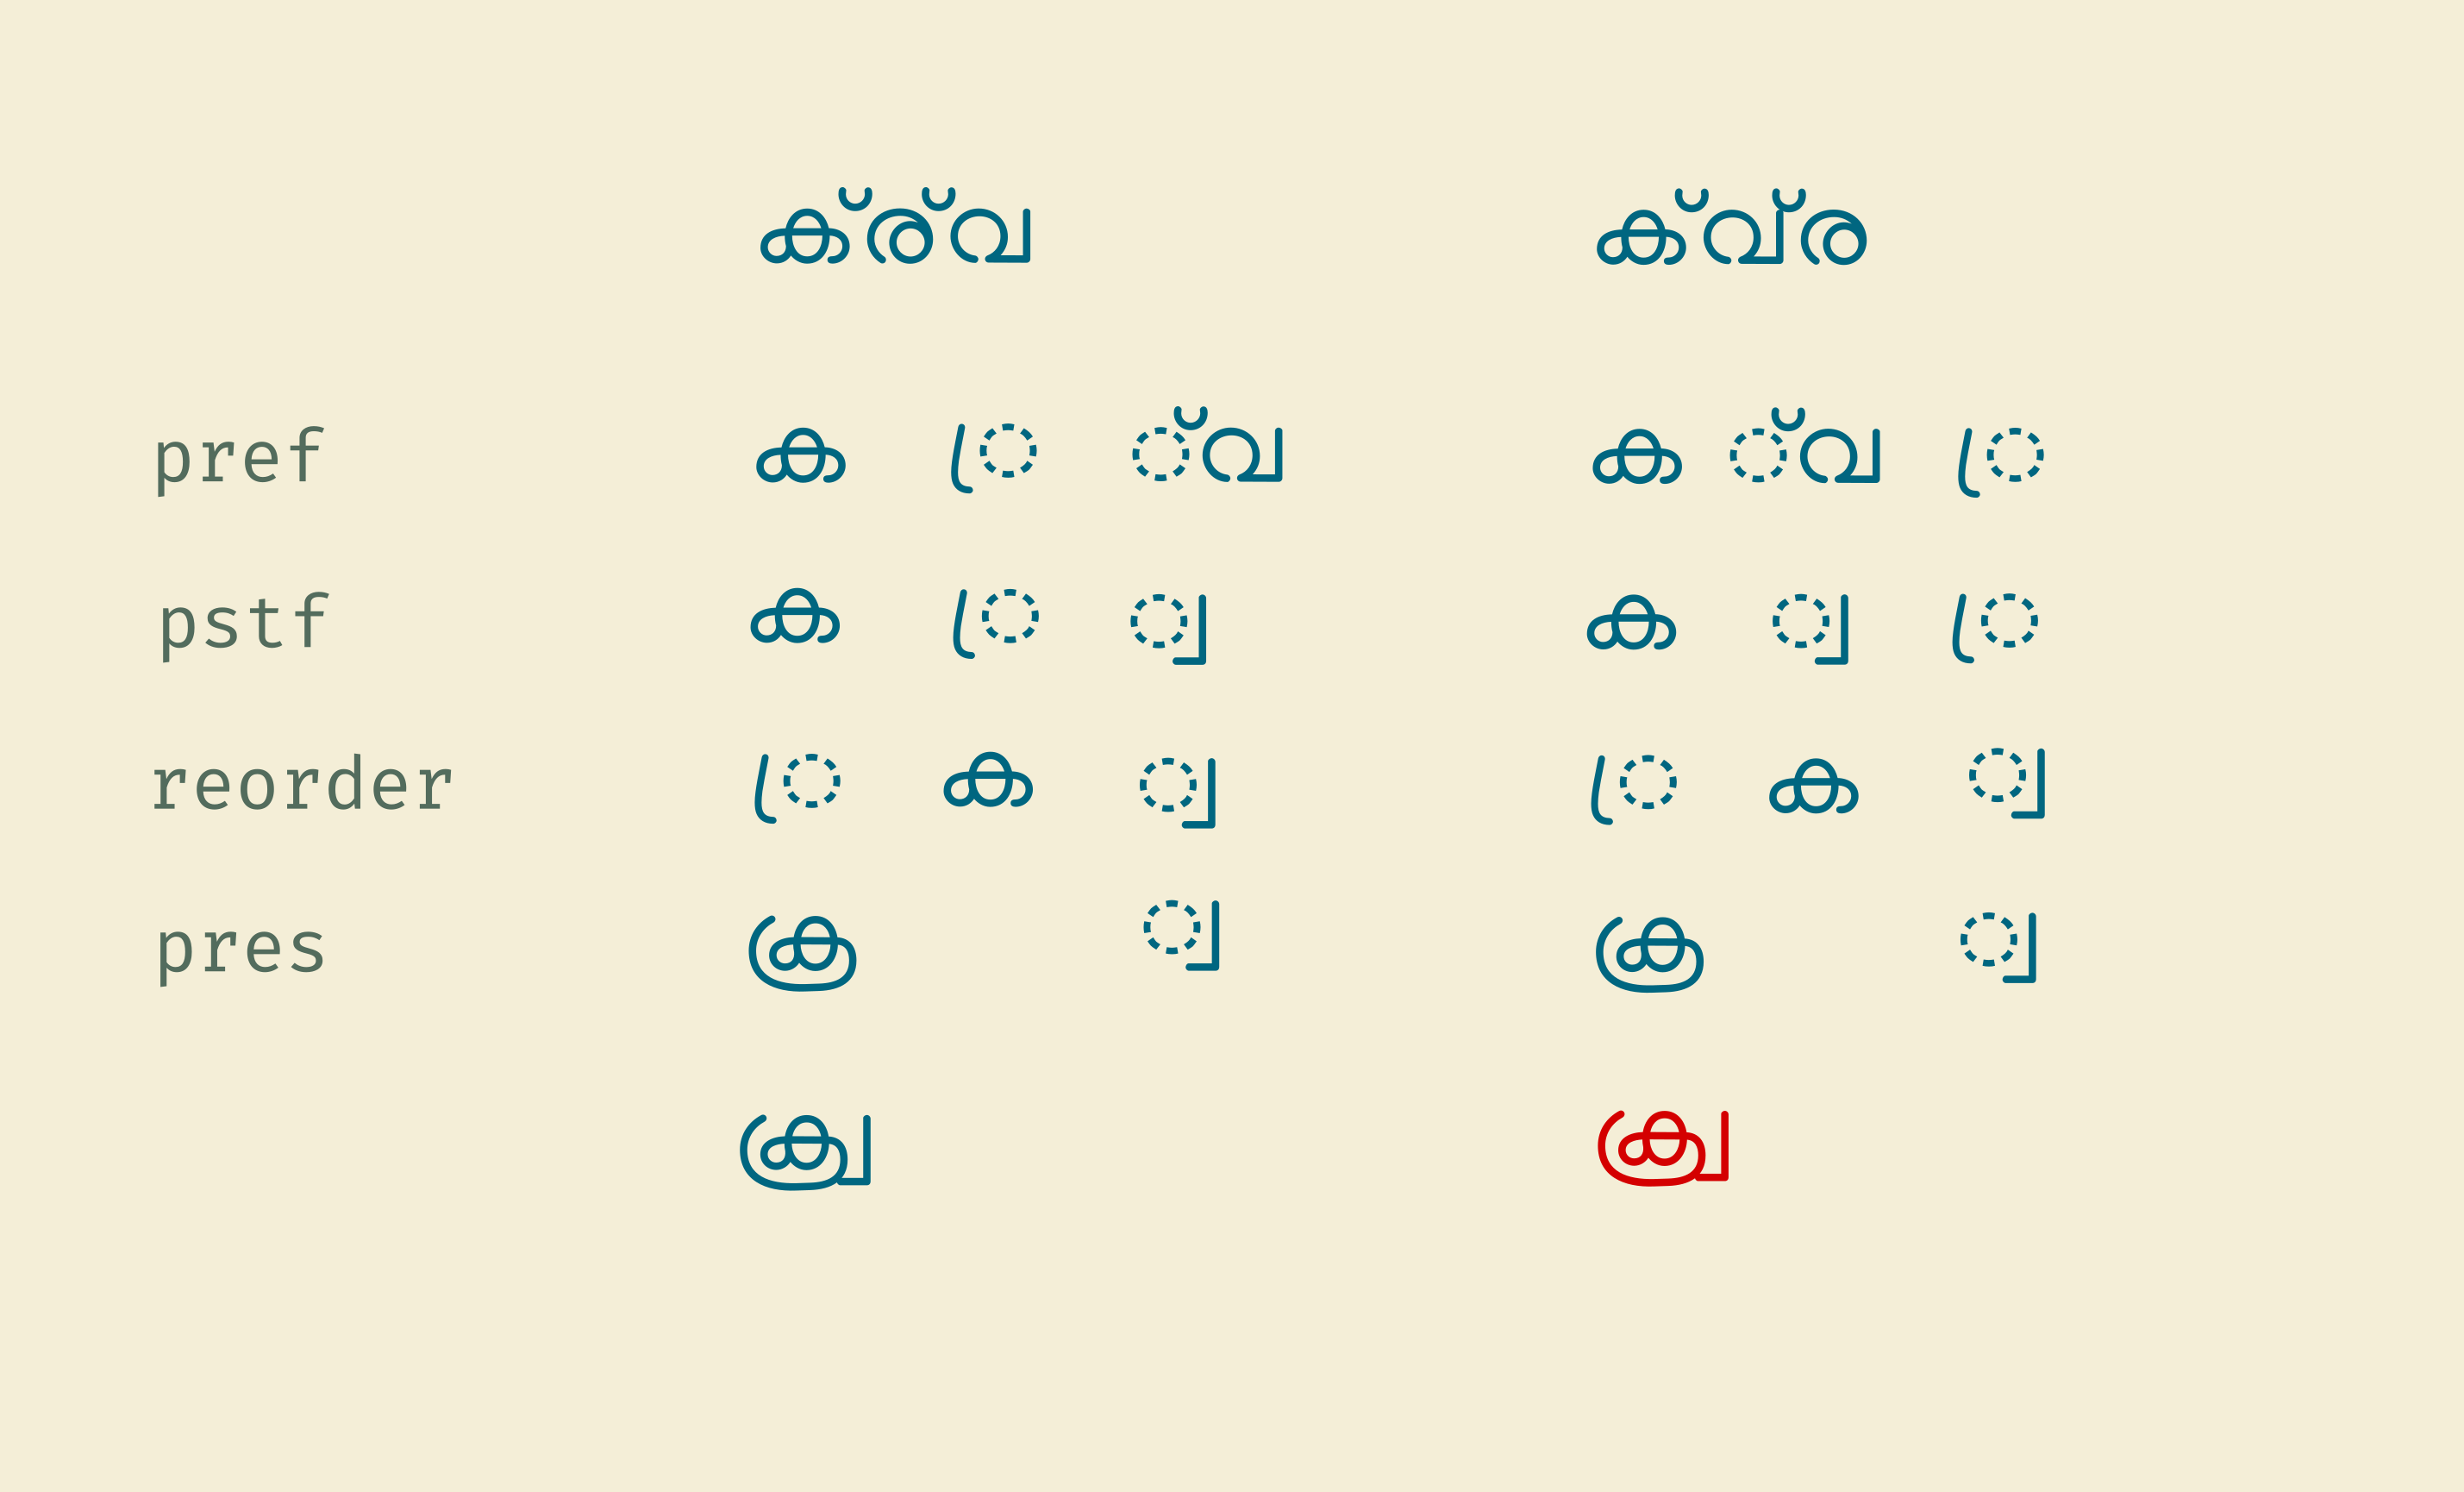 ക്ര്വ ക്വ്ര
pref ക ്ര ്വ ക ്വ ്ര
pstf ക ്ര ്വ ക ്വ ്ര
reorder ്ര ക ്വ ്ര ക ്വ
pres ക്ര ്വ ക്ര ്വ
ക്ര്വ ക്ര്വ